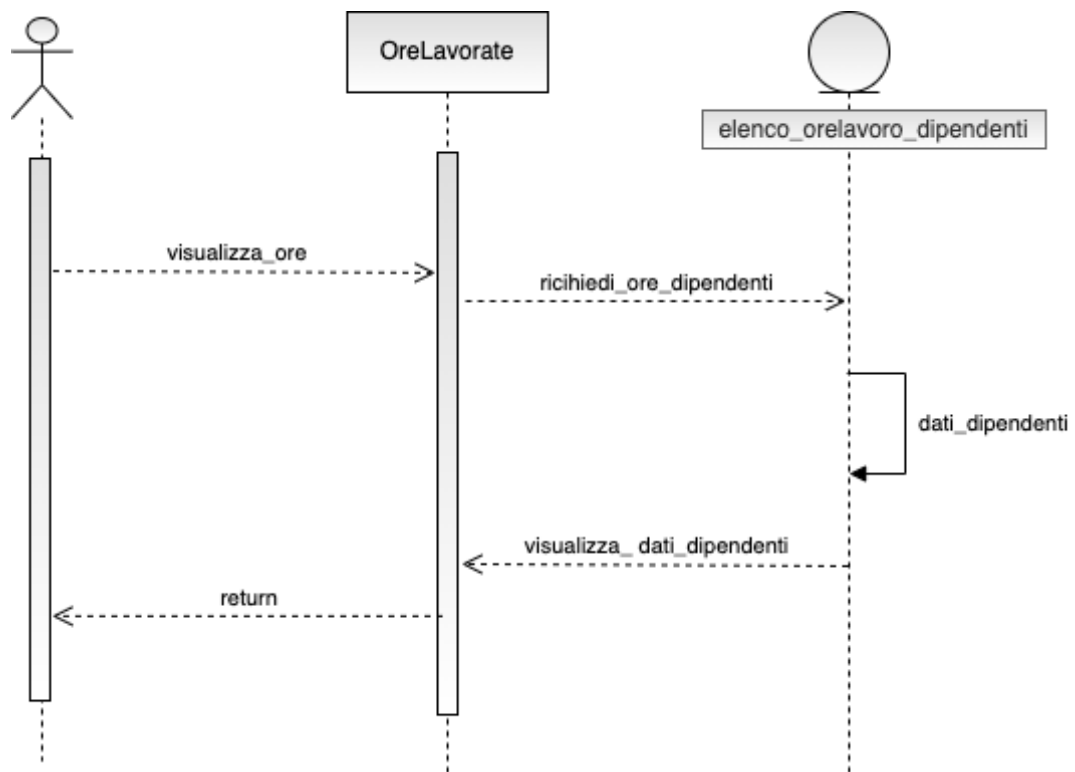 OreLavorate
elenco_orelavoro_dipendenti
visualizza_ore
ricihiedi_ore_dipendenti
dati_dipendenti
visualizza_ dati_dipendenti
return